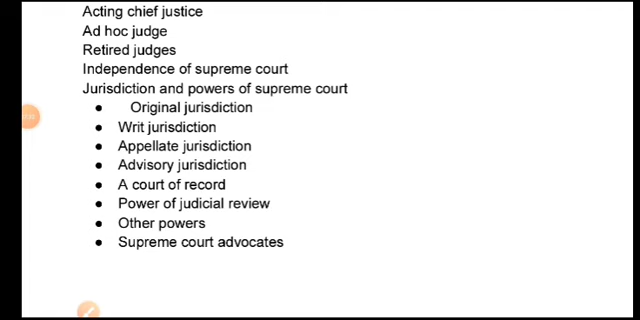 Acting chief justice
Ad hoc judge
Retired judges
Independence of supreme court
Jurisdiction and powers of supreme court
● Original jurisdiction
● Writ jurisdiction
● Appellate jurisdiction
● Advisory jurisdiction
● A court of record
● Power of judicial review
● Other powers
● Supreme court advocates